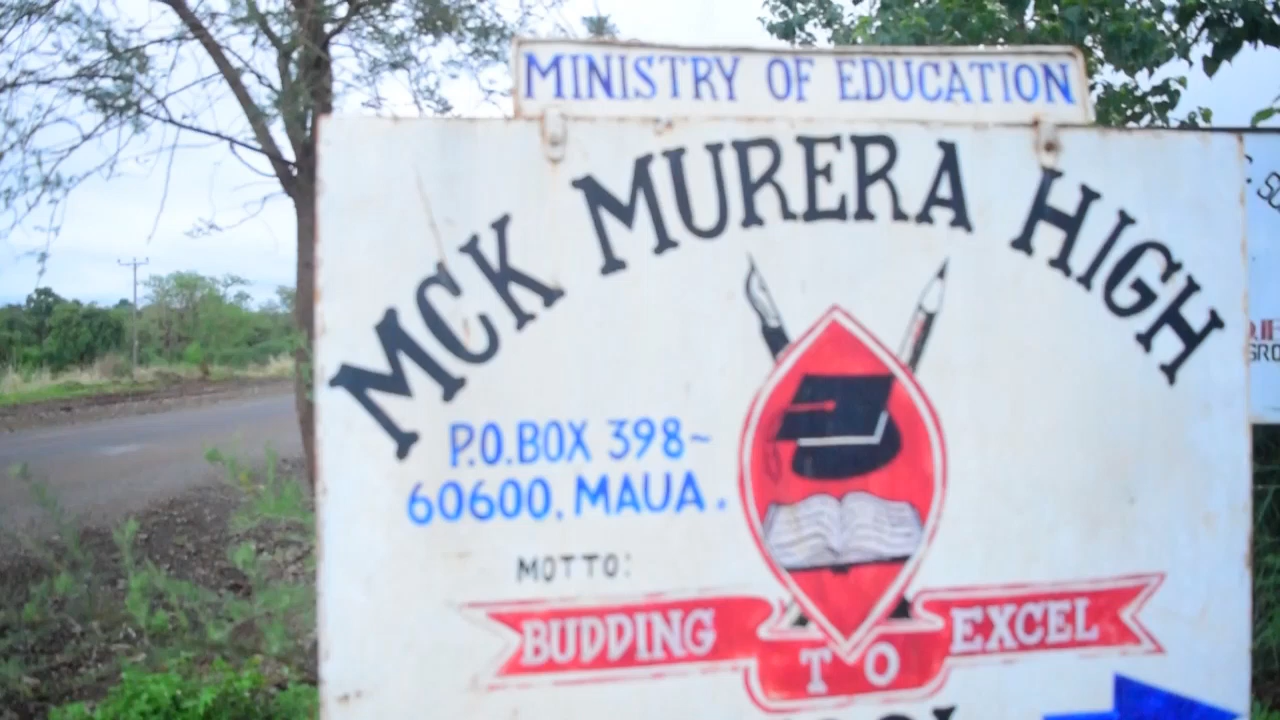 MINISTRY OF EDUCATION
MCK MURERA HIGH
P.O.BOX 398~
60600, MAUA.
MOTTO:
BUDDING TO EXCEL